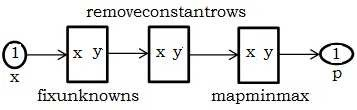 removeconstantrows
1 x y x y x y 1
x p
fixunknowns mapminmax